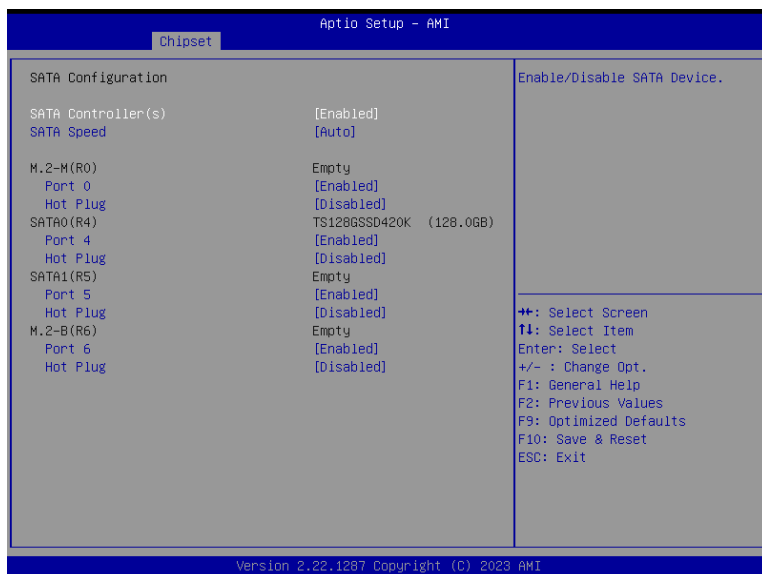 Aptio Setup – AMI
Chipset
SATA Configuration
SATA Controller(s) [Enabled]
SATA Speed [Auto]
M.2-M(R0) Empty
Port 0 [Enabled]
Hot Plug [Disabled]
SATA0(R4) TS128GSSD420K (128.0GB)
Port 4 [Enabled]
Hot Plug [Disabled]
SATA1(R5) Empty
Port 5 [Enabled]
Hot Plug [Disabled]
M.2-B(R6) Empty
Port 6 [Enabled]
Hot Plug [Disabled]
Enable/Disable SATA Device.
→←: Select Screen
↑↓: Select Item
Enter: Select
+/- : Change Opt.
F1: General Help
F2: Previous Values
F9: Optimized Defaults
F10: Save & Reset
ESC: Exit
Version 2.22.1287 Copyright (C) 2023 AMI